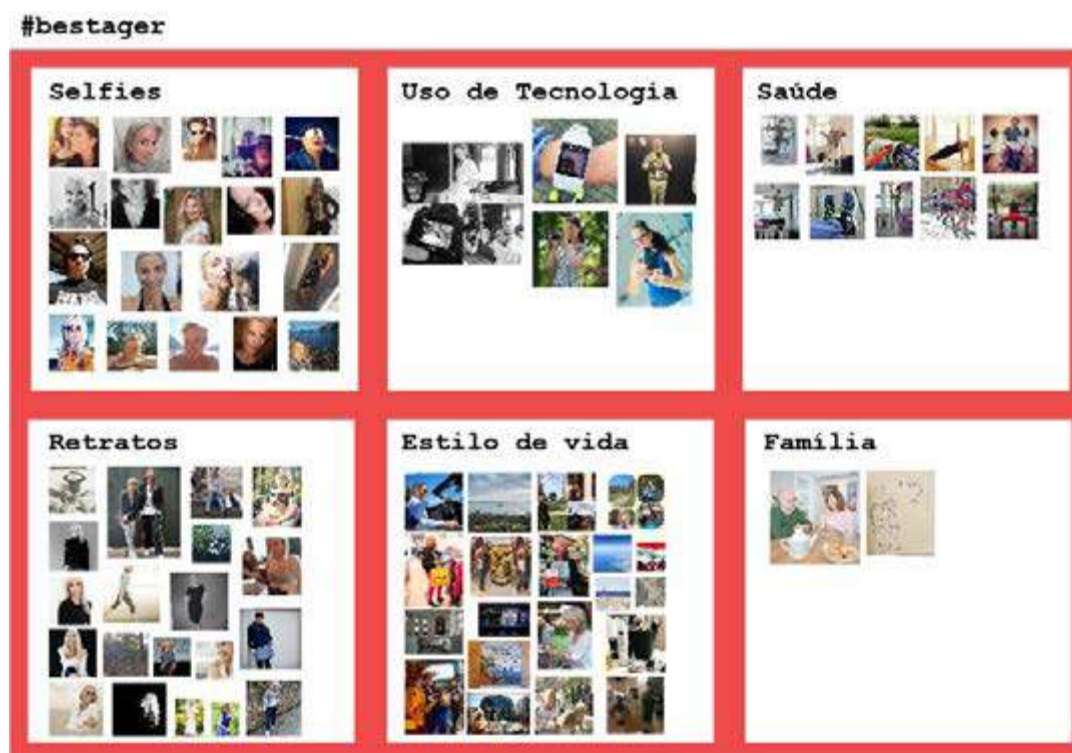 #bestager
Selfies
Uso de Tecnologia
Saúde
Retratos
Estilo de vida
Família